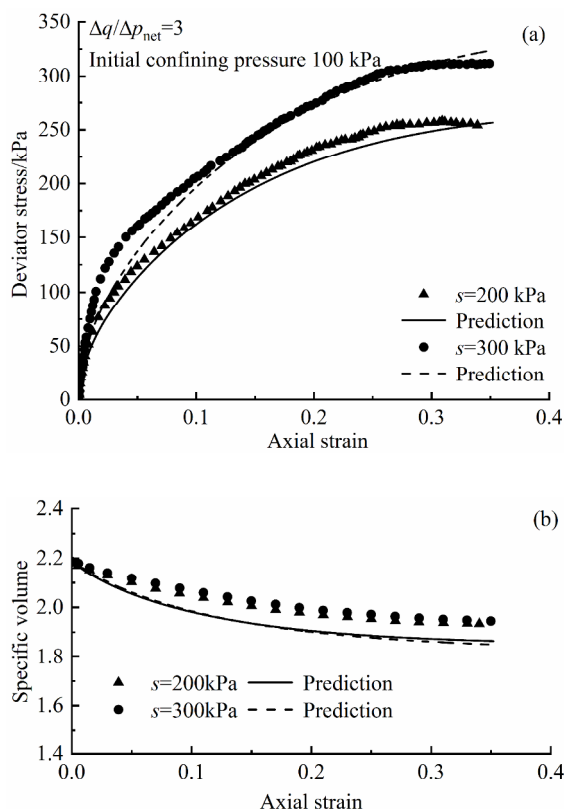 350
300
250
200
150
100
50
0
Deviator stress/kPa
Δq/Δp_net=3
Initial confining pressure 100 kPa
(a)
s=200 kPa
Prediction
s=300 kPa
Prediction
0.0 0.1 0.2 0.3 0.4
Axial strain
2.4
2.2
2.0
1.8
1.6
1.4
Specific volume
(b)
s=200kPa Prediction
s=300kPa Prediction
0.0 0.1 0.2 0.3 0.4
Axial strain